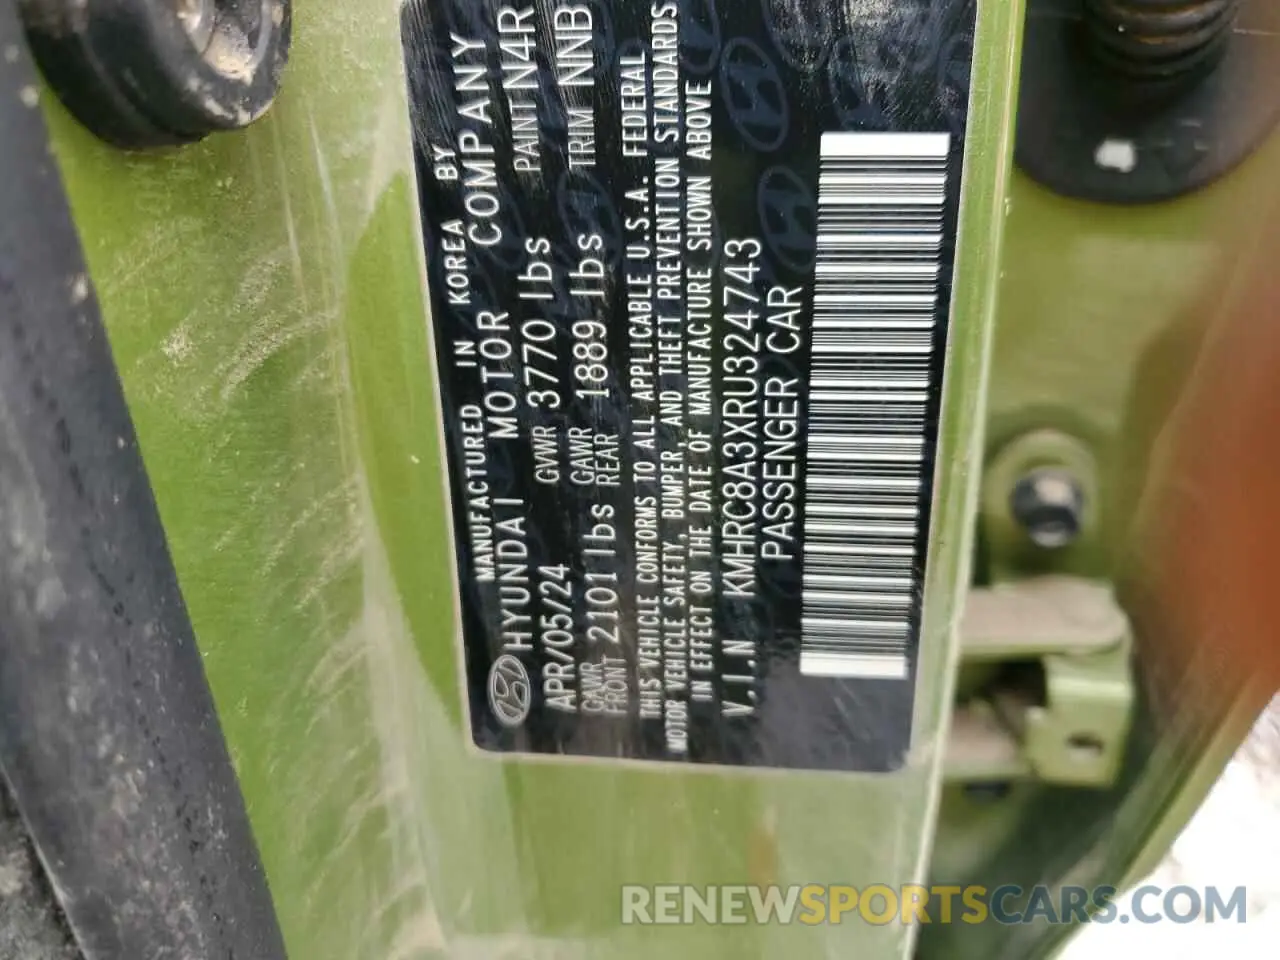 MANUFACTURED IN KOREA BY
HYUNDAI MOTOR COMPANY
APR/05/24 GVWR 3770 lbs PAINT N4R
GAWR FRONT 2101 lbs GAWR REAR 1889 lbs TRIM NNB
THIS VEHICLE CONFORMS TO ALL APPLICABLE U.S.A. FEDERAL
MOTOR VEHICLE SAFETY, BUMPER, AND THEFT PREVENTION STANDARDS
IN EFFECT ON THE DATE OF MANUFACTURE SHOWN ABOVE
V.I.N KMHRC8A3XRU324743
PASSENGER CAR
RENEWSPORTSCARS.COM